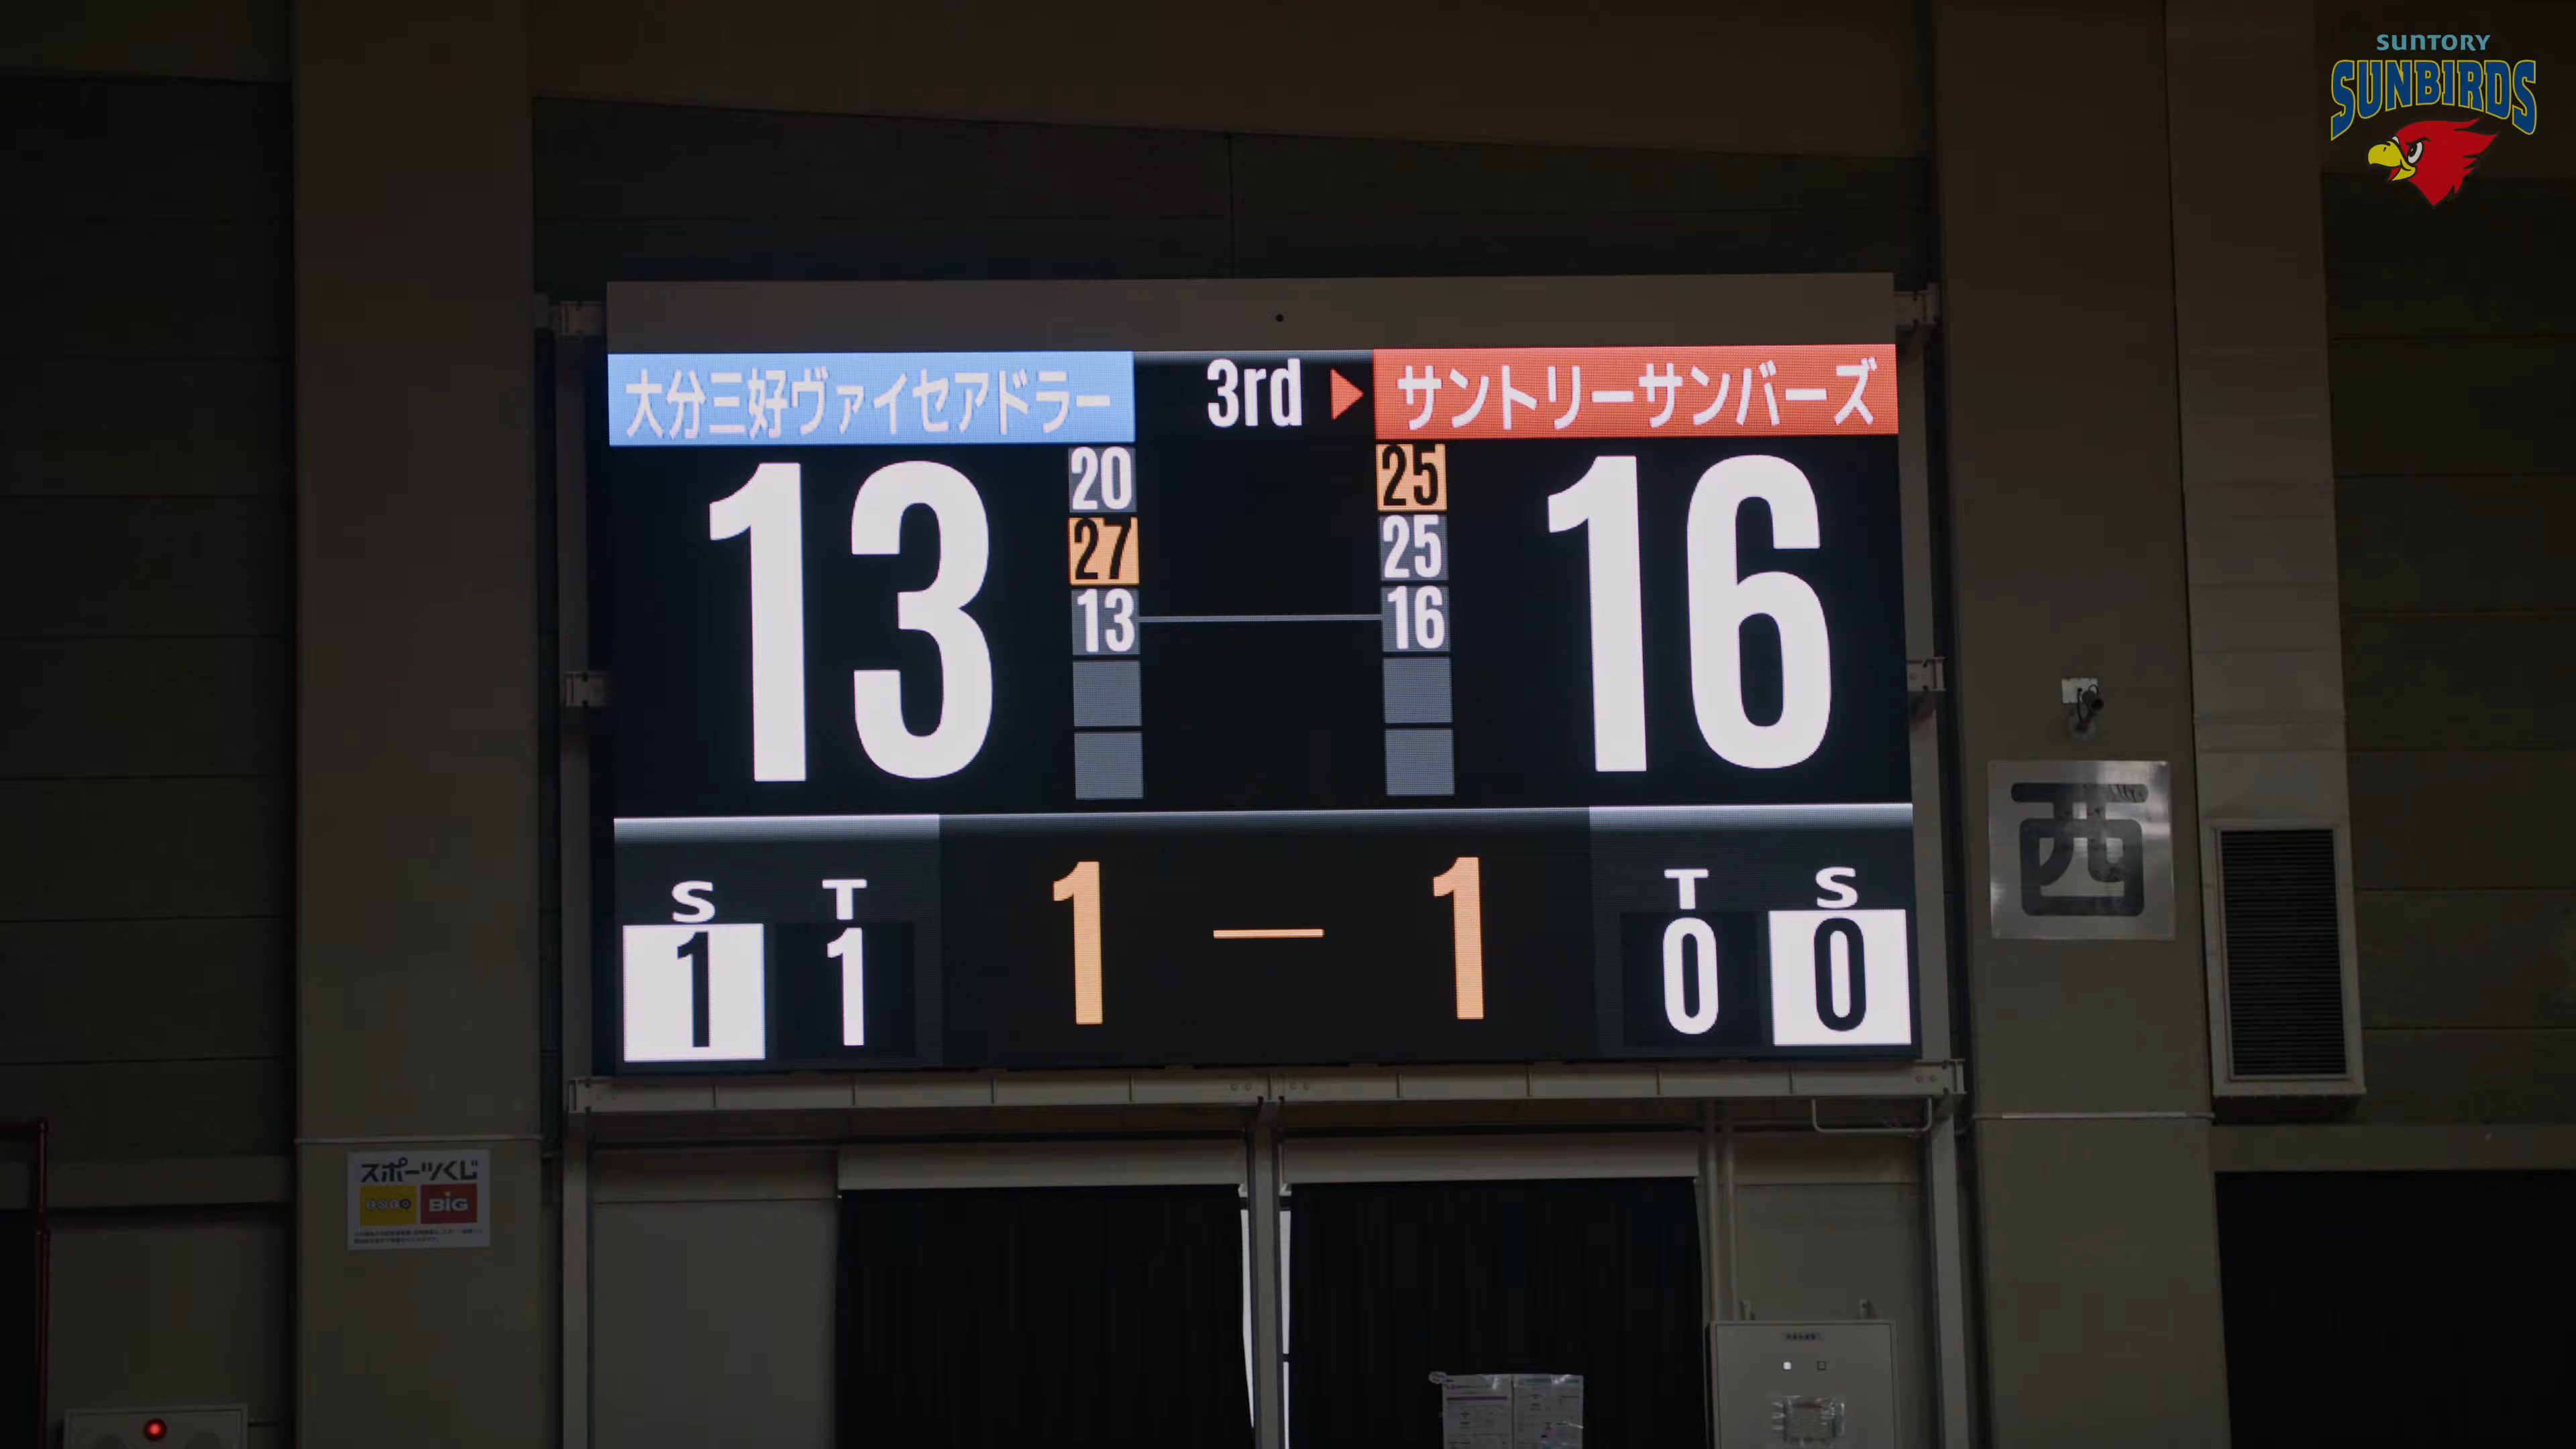 SUNTORY
SUNBIRDS
大分三好ヴァイセアドラー 3rd サントリーサンバーズ
13 20 25 16
27 25
13 16
S T 1 — 1 T S
1 1 0 0
西
スポーツくじ
toto BIG